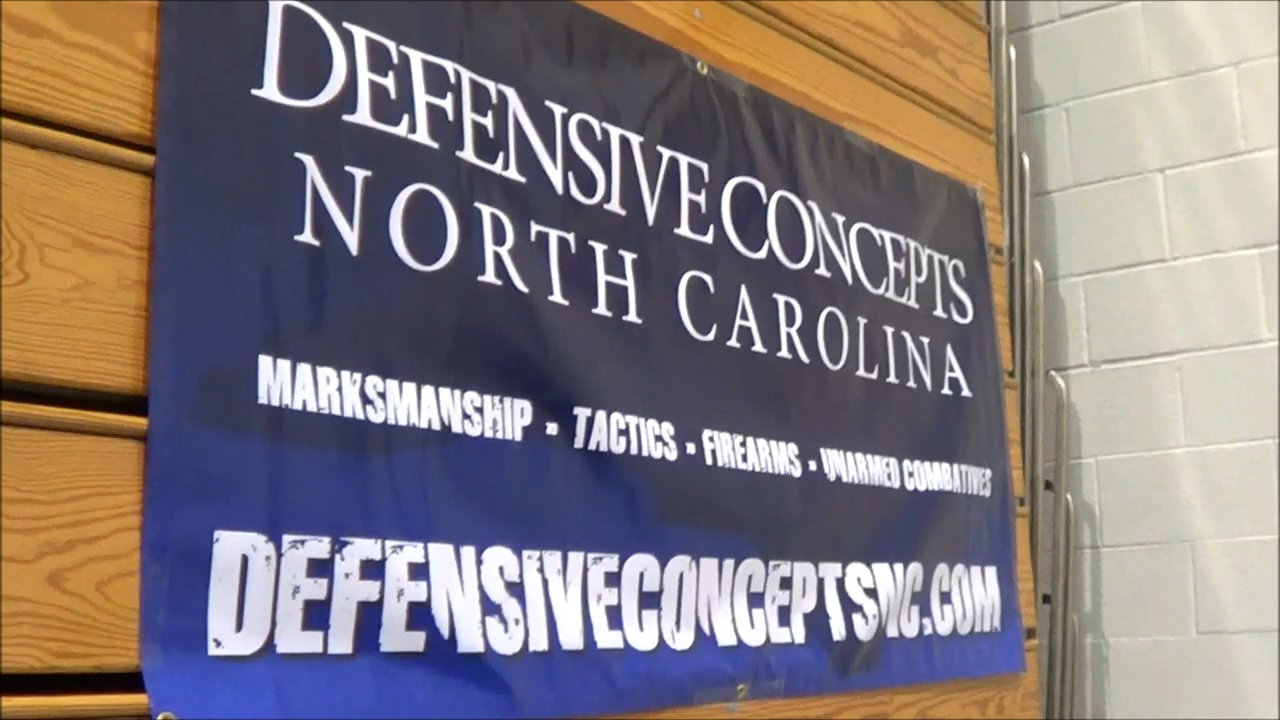 DEFENSIVE CONCEPTS
NORTH CAROLINA
MARKSMANSHIP - TACTICS - FIREARMS - UNARMED COMBATIVES
DEFENSIVECONCEPTSNC.COM